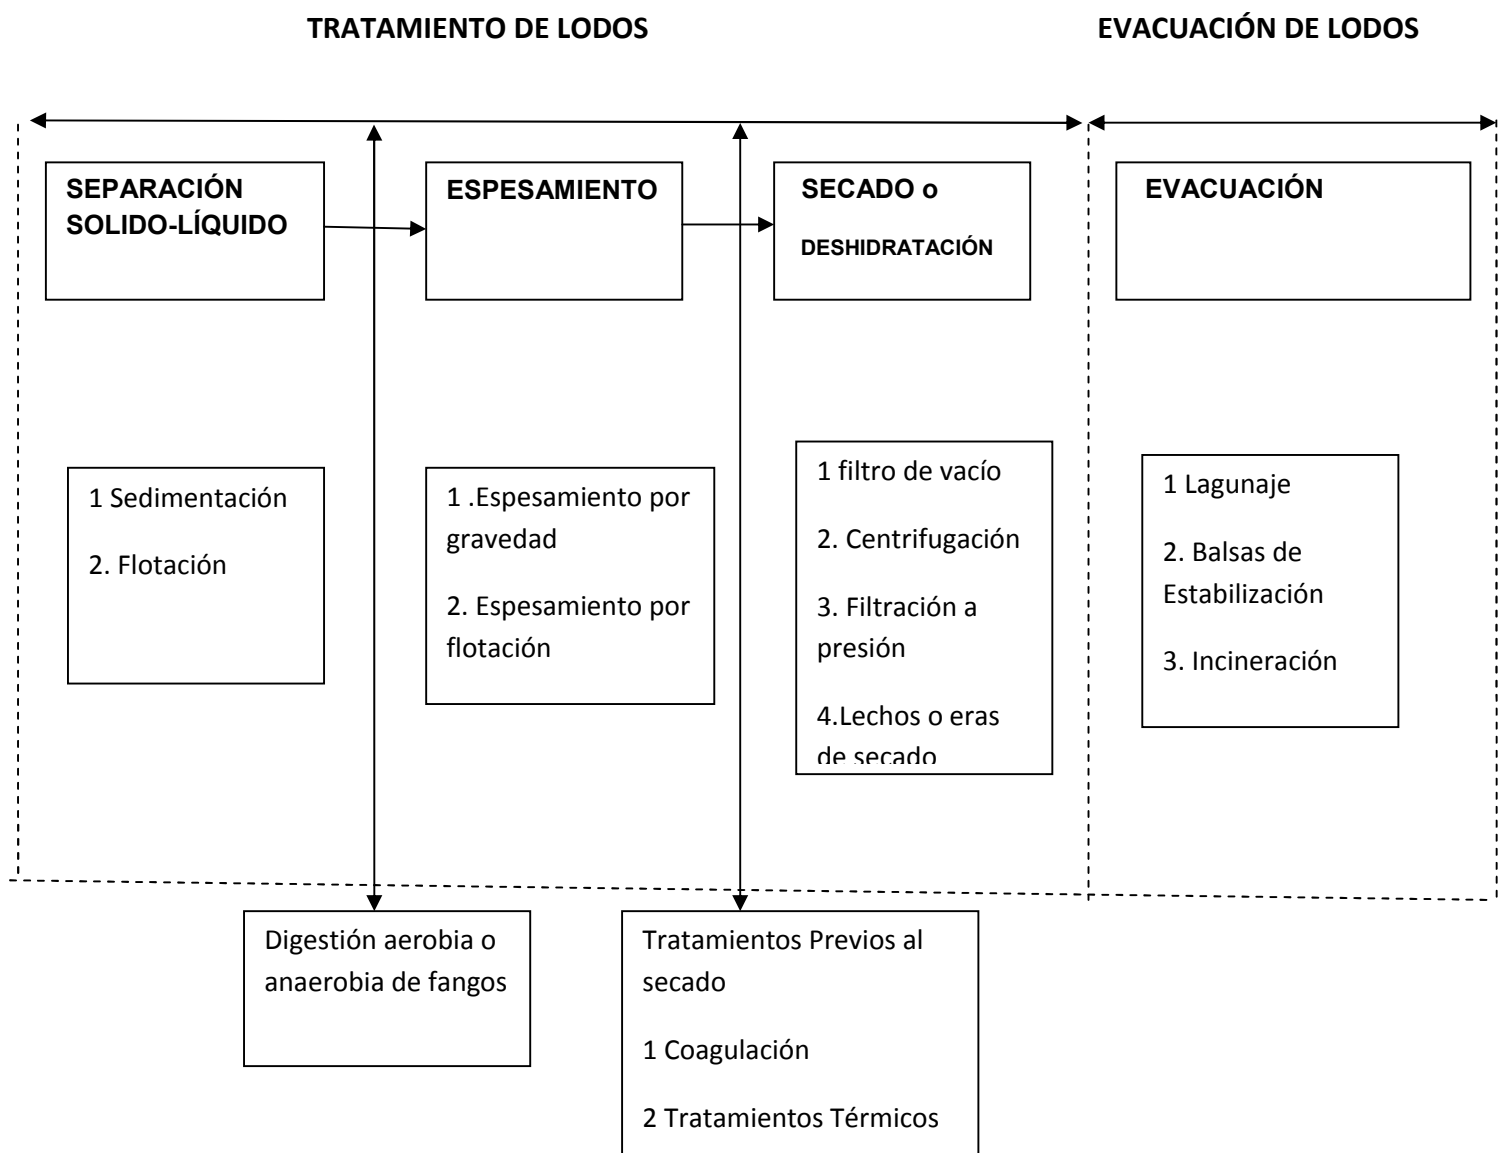 TRATAMIENTO DE LODOS
EVACUACIÓN DE LODOS
SEPARACIÓN
SOLIDO-LÍQUIDO
ESPESAMIENTO
SECADO o
DESHIDRATACIÓN
EVACUACIÓN
1 Sedimentación
2. Flotación
1 .Espesamiento por
gravedad
2. Espesamiento por
flotación
1 filtro de vacío
2. Centrifugación
3. Filtración a
presión
4.Lechos o eras
de secado
1 Lagunaje
2. Balsas de
Estabilización
3. Incineración
Digestión aerobia o
anaerobia de fangos
Tratamientos Previos al
secado
1 Coagulación
2 Tratamientos Térmicos